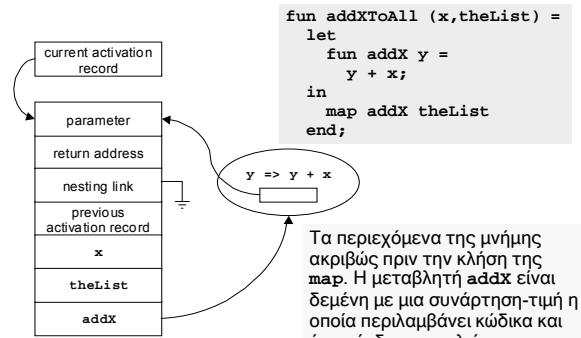 fun addXToAll (x,theList) =
let
fun addX y =
y + x;
in
map addX theList
end;
current activation
record
parameter
return address
nesting link
previous
activation record
x
theList
addX
y => y + x
Τα περιεχόμενα της μνήμης
ακριβώς πριν την κλήση της
map. Η μεταβλητή addX είναι
δεμένη με μια συνάρτηση-τιμή η
οποία περιλαμβάνει κώδικα και